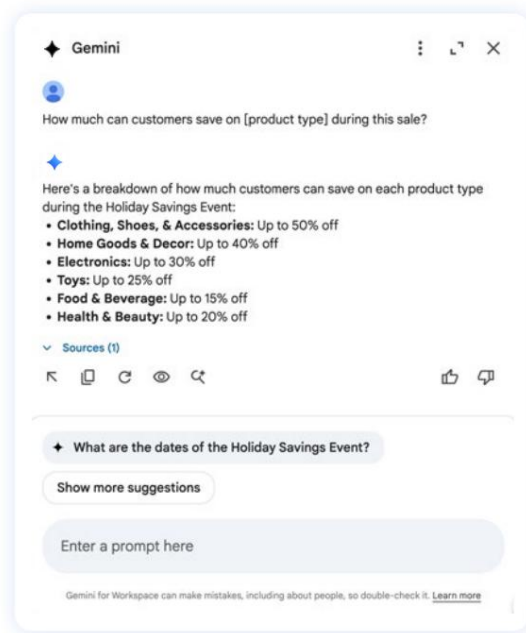 Gemini
How much can customers save on [product type] during this sale?
Here's a breakdown of how much customers can save on each product type
during the Holiday Savings Event:
• Clothing, Shoes, & Accessories: Up to 50% off
• Home Goods & Decor: Up to 40% off
• Electronics: Up to 30% off
• Toys: Up to 25% off
• Food & Beverage: Up to 15% off
• Health & Beauty: Up to 20% off
Sources (1)
What are the dates of the Holiday Savings Event?
Show more suggestions
Enter a prompt here
Gemini for Workspace can make mistakes, including about people, so double-check it. Learn more